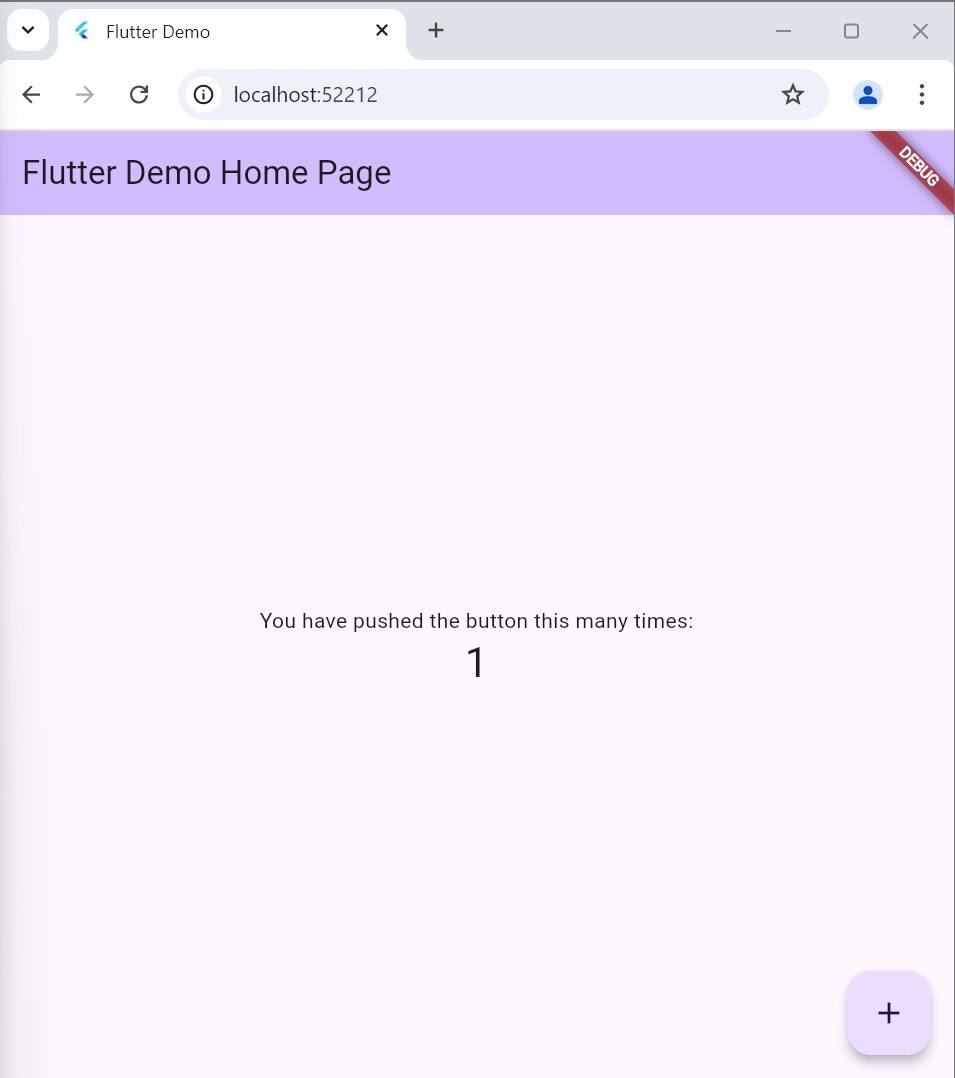 Flutter Demo
localhost:52212
Flutter Demo Home Page
DEBUG
You have pushed the button this many times:
1